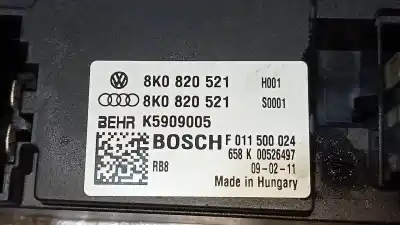 8K0 820 521 H001
8K0 820 521 S0001
BEHR K5909005
BOSCH F 011 500 024
658 K 00526497
RB8 09-02-11
Made in Hungary